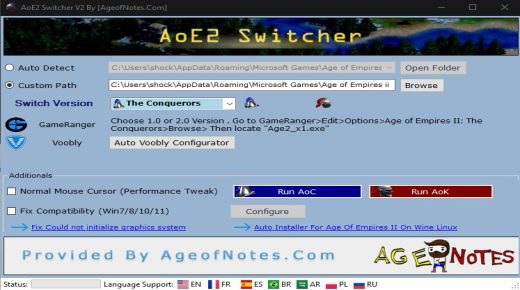 AoE2 Switcher V2 By [AgeofNotes.Com]
AoE2 Switcher
Auto Detect
C:\Users\shock\AppData\Roaming\Microsoft Games\Age of Empires
Open Folder
Custom Path
C:\Users\shock\AppData\Roaming\Microsoft Games\Age of Empires ii
Browse
Switch Version
The Conquerors
GameRanger
Choose 1.0 or 2.0 Version . Go to GameRanger>Edit>Options>Age of Empires II: The
Conquerors>Browse> Then locate "Age2_x1.exe"
Voobly
Auto Voobly Configurator
Additionals
Normal Mouse Cursor (Performance Tweak)
Run AoC
Run AoK
Fix Compatibility (Win7/8/10/11)
Configure
Fix Could not initialize graphics system
Auto Installer For Age Of Empires II On Wine Linux
Provided By AgeofNotes.Com
AGE NOTES
Status:
Language Support:
EN
FR
ES
BR
AR
PL
RU